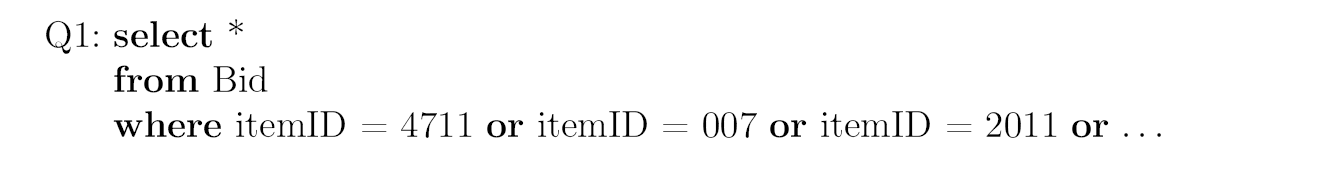 Q1: select *
from Bid
where itemID = 4711 or itemID = 007 or itemID = 2011 or ...